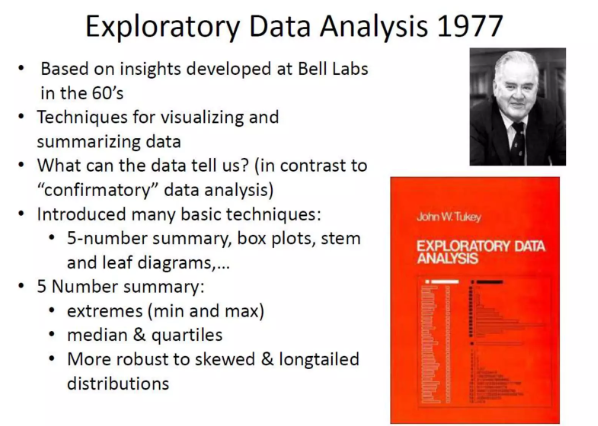 Exploratory Data Analysis 1977
• Based on insights developed at Bell Labs
in the 60’s
• Techniques for visualizing and
summarizing data
• What can the data tell us? (in contrast to
“confirmatory” data analysis)
• Introduced many basic techniques:
• 5-number summary, box plots, stem
and leaf diagrams,...
• 5 Number summary:
• extremes (min and max)
• median & quartiles
• More robust to skewed & longtailed
distributions
John W. Tukey
EXPLORATORY DATA
ANALYSIS